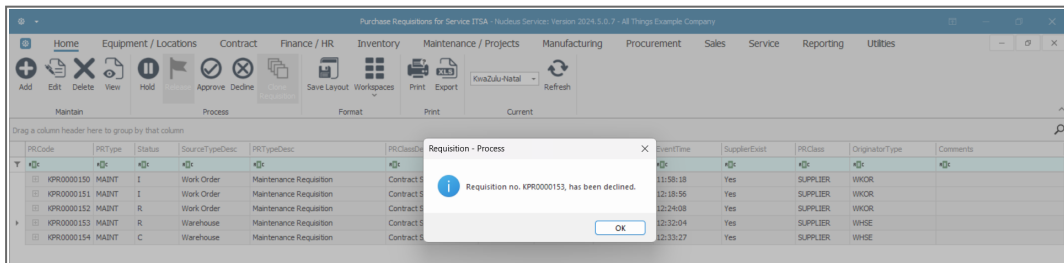 Purchase Requisitions for Service ITSA - Nucleus Service: Version 2024.5.0.7 - All Things Example Company
Home Equipment / Locations Contract Finance / HR Inventory Maintenance / Projects Manufacturing Procurement Sales Service Reporting Utilities
Add Edit Delete View Hold Release Approve Decline Save Layout Workspaces Print Export KwaZulu-Natal Refresh
Maintain Process Format Print Current
Drag a column header here to group by that column
PRCode PRType Status SourceTypeDesc PRTypeDesc PRClassDe EventTime SupplierExist PRClass OriginatorType Comments
KPR0000150 MAINT I Work Order Maintenance Requisition Contract S 11:58:18 Yes SUPPLIER WKOR
KPR0000151 MAINT I Work Order Maintenance Requisition Contract S 12:18:56 Yes SUPPLIER WKOR
KPR0000152 MAINT R Work Order Maintenance Requisition Contract S 12:24:08 Yes SUPPLIER WKOR
KPR0000153 MAINT R Warehouse Maintenance Requisition Contract S 12:32:04 Yes SUPPLIER WHSE
KPR0000154 MAINT C Warehouse Maintenance Requisition Contract S 12:33:27 Yes SUPPLIER WHSE
Requisition - Process
Requisition no. KPR0000153, has been declined.
OK